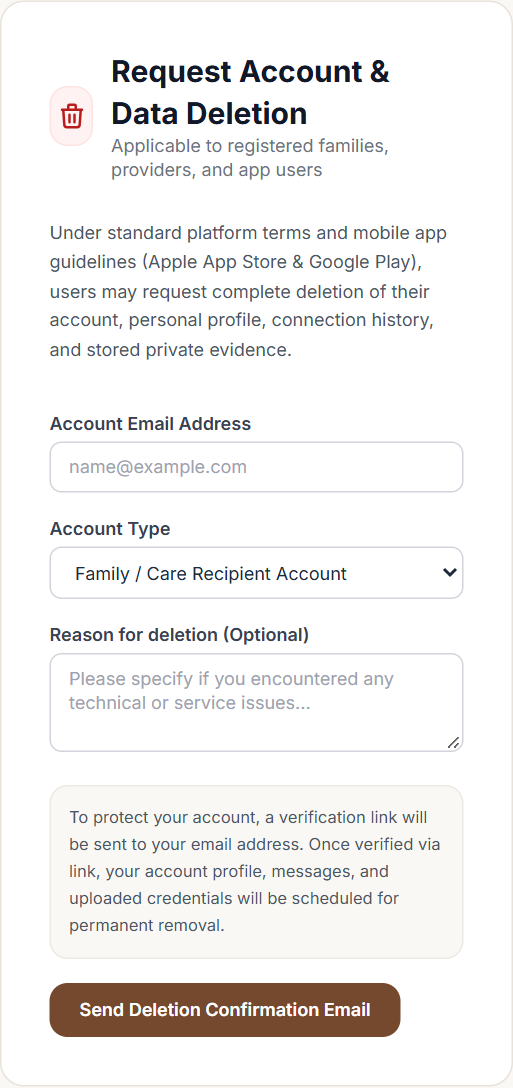 Request Account &
Data Deletion
Applicable to registered families,
providers, and app users
Under standard platform terms and mobile app
guidelines (Apple App Store & Google Play),
users may request complete deletion of their
account, personal profile, connection history,
and stored private evidence.
Account Email Address
name@example.com
Account Type
Family / Care Recipient Account
Reason for deletion (Optional)
Please specify if you encountered any
technical or service issues...
To protect your account, a verification link will
be sent to your email address. Once verified via
link, your account profile, messages, and
uploaded credentials will be scheduled for
permanent removal.
Send Deletion Confirmation Email